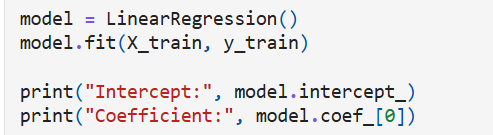 model = LinearRegression()
model.fit(X_train, y_train)
print("Intercept:", model.intercept_)
print("Coefficient:", model.coef_[0])